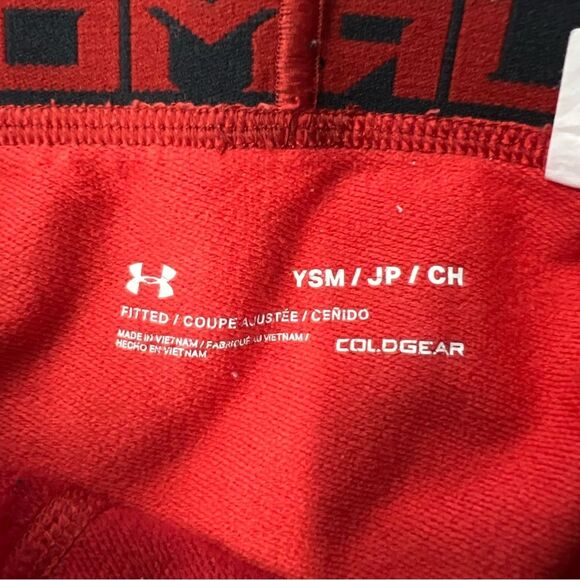 YSM / JP / CH
FITTED / COUPE AJUSTÉE / CEÑIDO
MADE IN VIETNAM / FABRIQUÉ AU VIETNAM /
HECHO EN VIETNAM
COLDGEAR